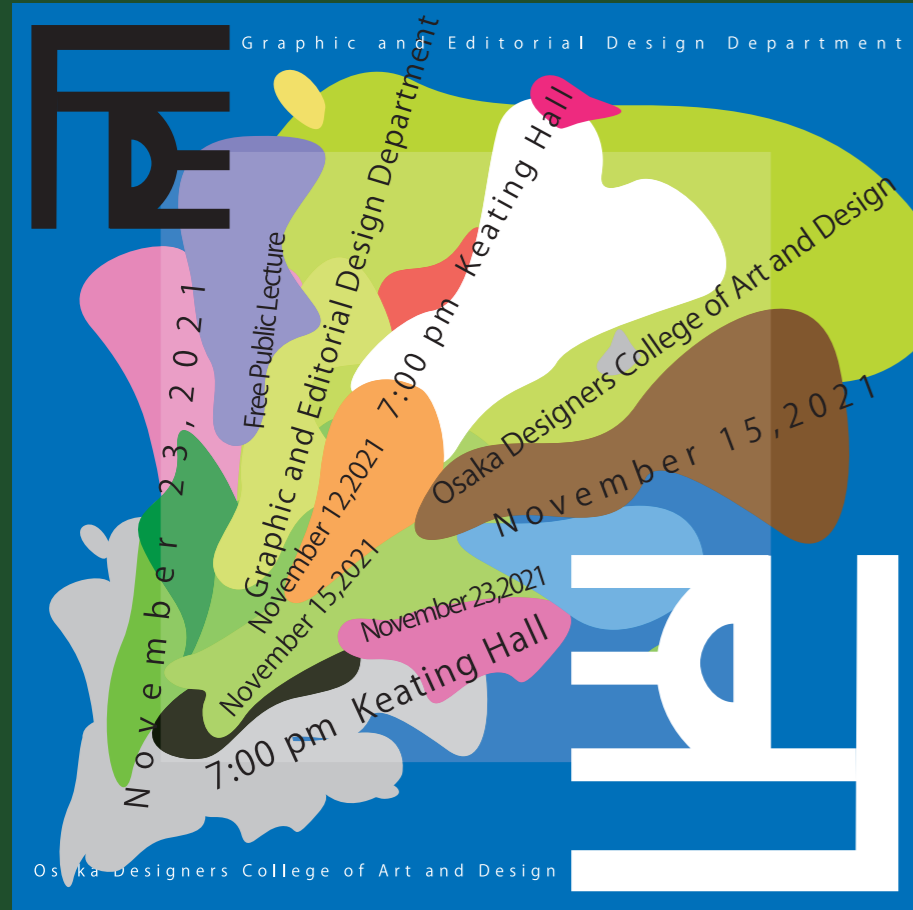 Graphic and Editorial Design Department
Graphic and Editorial Design Department
Free Public Lecture
7:00 pm Keating Hall
Osaka Designers College of Art and Design
November 23,2021
November 12,2021
November 15,2021
November 15,2021
November 23,2021
7:00 pm Keating Hall
Osaka Designers College of Art and Design